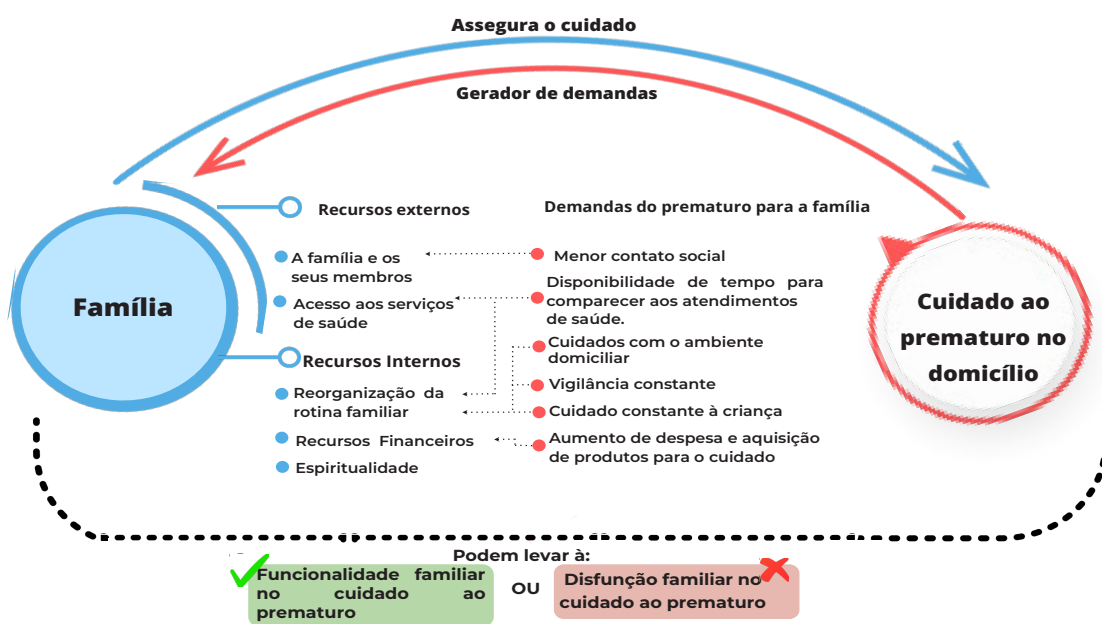 Assegura o cuidado
Gerador de demandas
Família
Recursos externos
A família e os
seus membros
Acesso aos serviços
de saúde
Recursos Internos
Reorganização da
rotina familiar
Recursos Financeiros
Espiritualidade
Demandas do prematuro para a família
Menor contato social
Disponibilidade de tempo para
comparecer aos atendimentos
de saúde.
Cuidados com o ambiente
domiciliar
Vigilância constante
Cuidado constante à criança
Aumento de despesa e aquisição
de produtos para o cuidado
Cuidado ao
prematuro no
domicílio
Podem levar à:
Funcionalidade familiar
no cuidado ao
prematuro
OU
Disfunção familiar no
cuidado ao prematuro